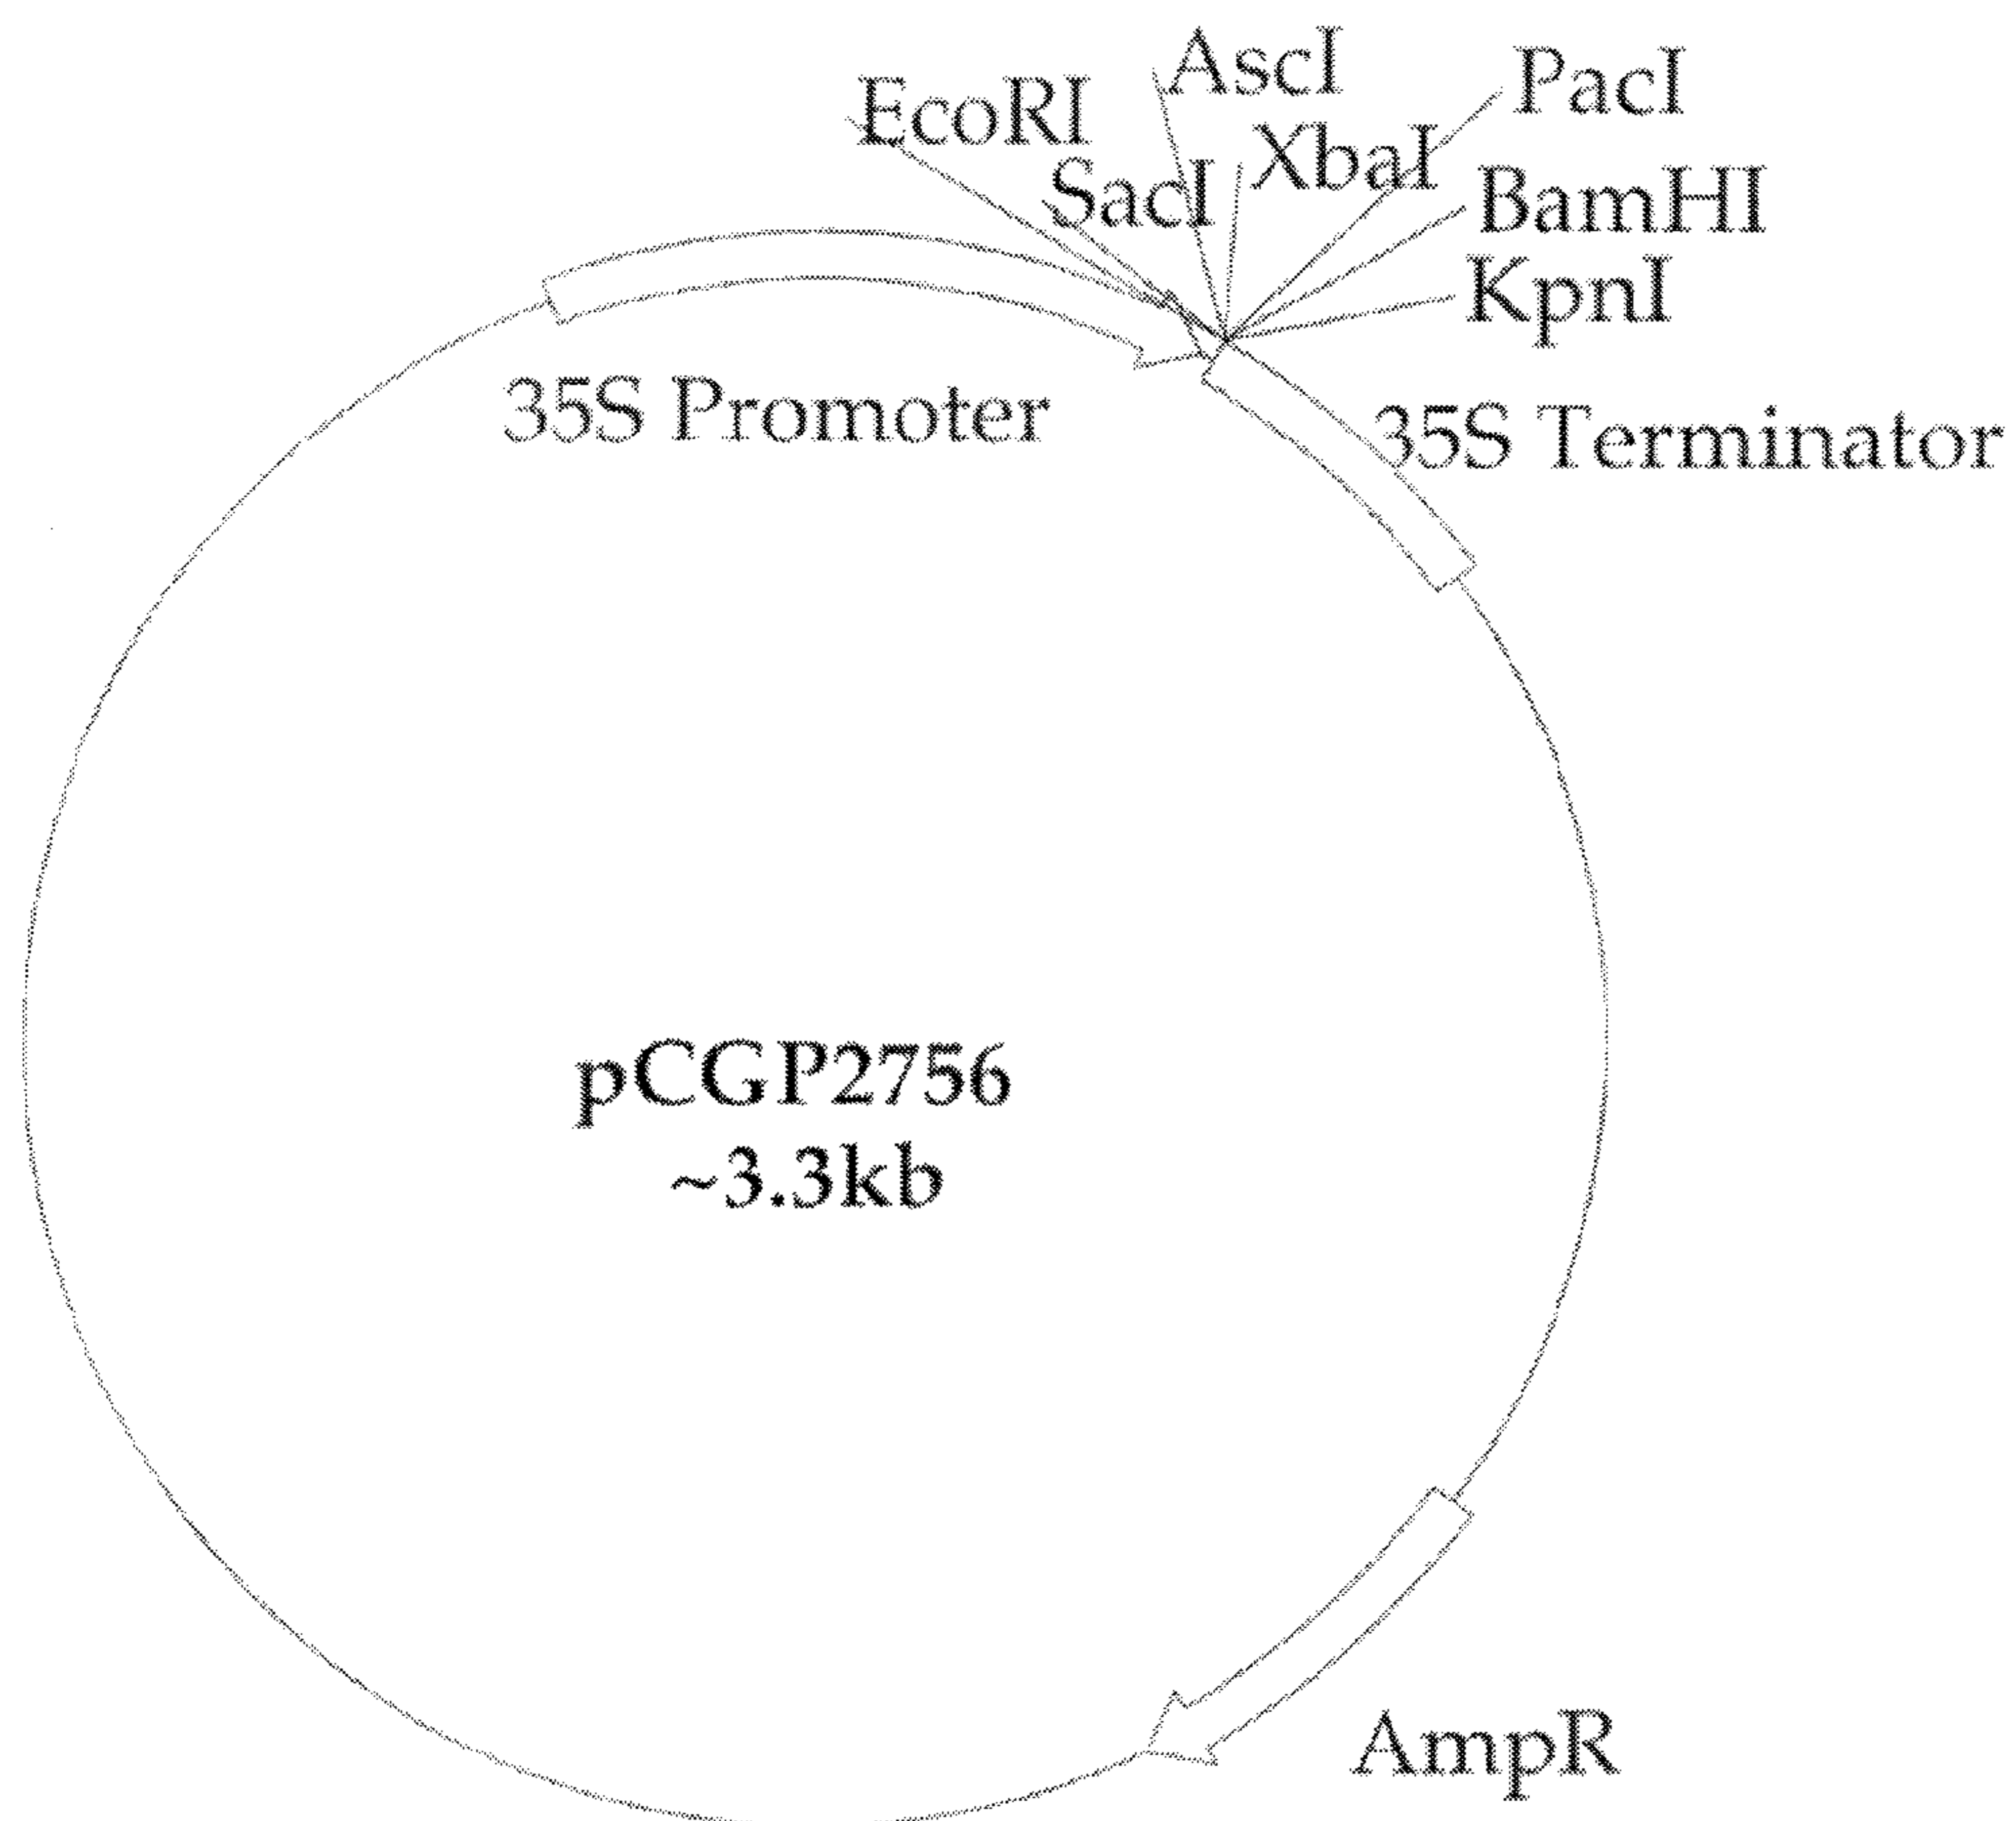 AscI
PacI
EcoRI
XbaI
SacI
BamHI
KpnI
35S Promoter
35S Terminator
pCGP2756
~3.3kb
AmpR